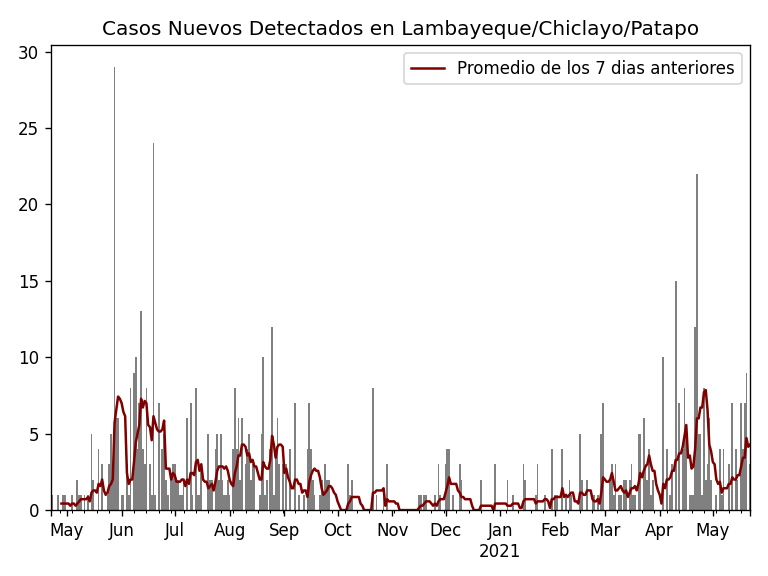 Casos Nuevos Detectados en Lambayeque/Chiclayo/Patapo
Promedio de los 7 dias anteriores
30
25
20
15
10
5
0
May Jun Jul Aug Sep Oct Nov Dec Jan Feb Mar Apr May
2021